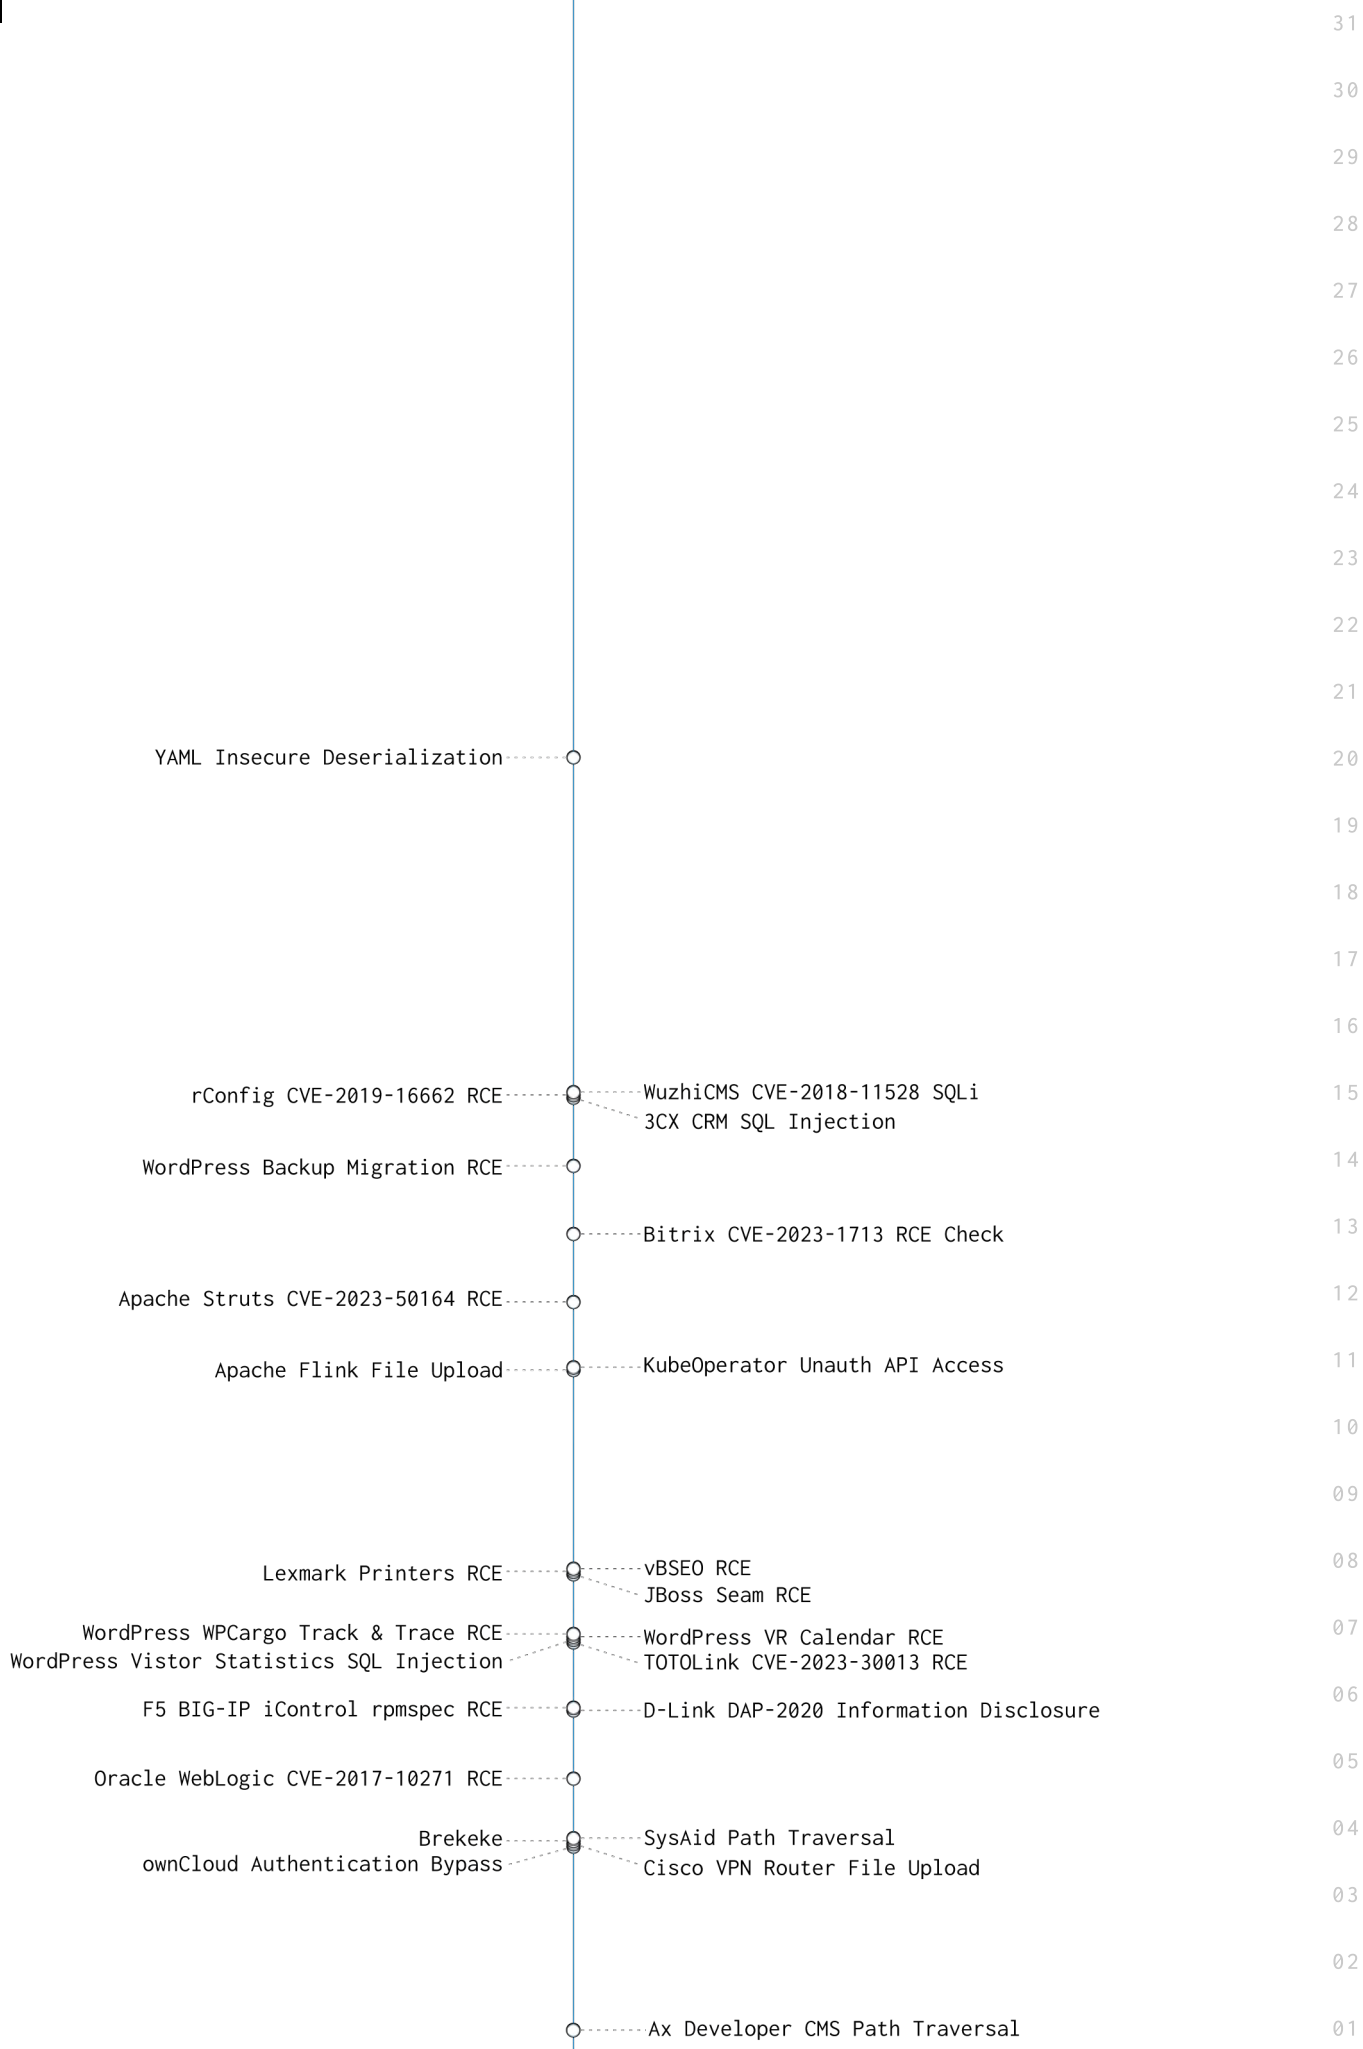 31
30
29
28
27
26
25
24
23
22
21
YAML Insecure Deserialization
20
19
18
17
16
rConfig CVE-2019-16662 RCE
WuzhiCMS CVE-2018-11528 SQLi
15
3CX CRM SQL Injection
WordPress Backup Migration RCE
14
Bitrix CVE-2023-1713 RCE Check
13
Apache Struts CVE-2023-50164 RCE
12
Apache Flink File Upload
KubeOperator Unauth API Access
11
10
09
Lexmark Printers RCE
vBSEO RCE
08
JBoss Seam RCE
WordPress WPCargo Track & Trace RCE
WordPress VR Calendar RCE
07
WordPress Vistor Statistics SQL Injection
TOTOLink CVE-2023-30013 RCE
F5 BIG-IP iControl rpmspec RCE
D-Link DAP-2020 Information Disclosure
06
Oracle WebLogic CVE-2017-10271 RCE
05
Brekeke
SysAid Path Traversal
04
ownCloud Authentication Bypass
Cisco VPN Router File Upload
03
02
Ax Developer CMS Path Traversal
01